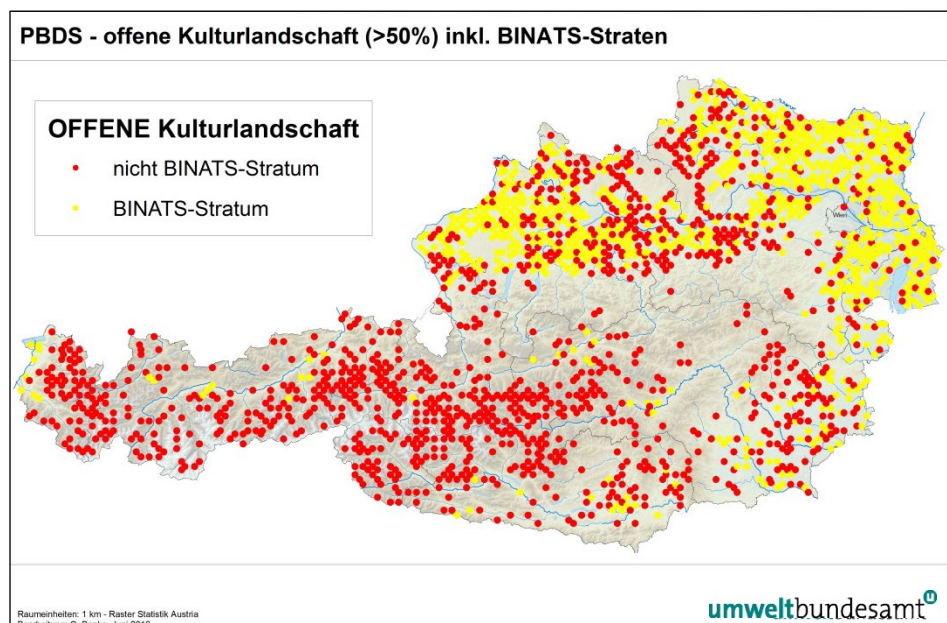 PBDS - offene Kulturlandschaft (>50%) inkl. BINATS-Straten
OFFENE Kulturlandschaft
nicht BINATS-Stratum
BINATS-Stratum
Wien
Raumeinheiten: 1 km - Raster Statistik Austria
umweltbundesamt